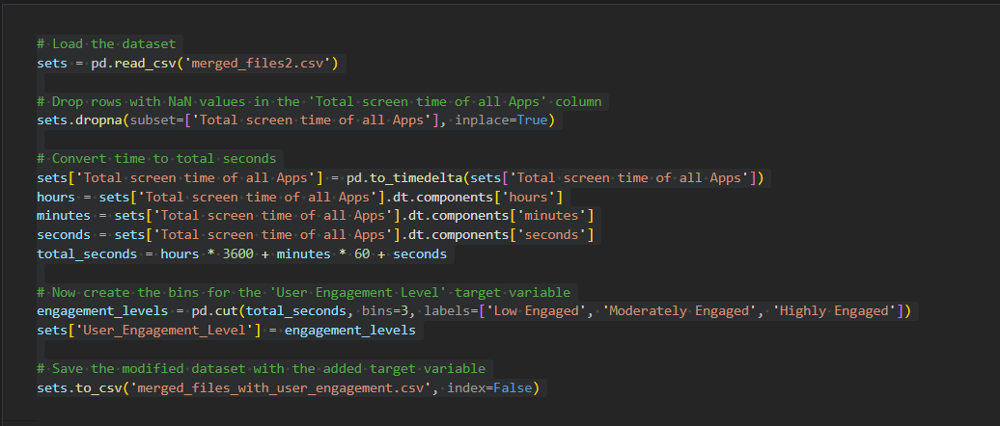 # Load the dataset
sets = pd.read_csv('merged_files2.csv')
# Drop rows with NaN values in the 'Total screen time of all Apps' column
sets.dropna(subset=['Total screen time of all Apps'], inplace=True)
# Convert time to total seconds
sets['Total screen time of all Apps'] = pd.to_timedelta(sets['Total screen time of all Apps'])
hours = sets['Total screen time of all Apps'].dt.components['hours']
minutes = sets['Total screen time of all Apps'].dt.components['minutes']
seconds = sets['Total screen time of all Apps'].dt.components['seconds']
total_seconds = hours * 3600 + minutes * 60 + seconds
# Now create the bins for the 'User Engagement Level' target variable
engagement_levels = pd.cut(total_seconds, bins=3, labels=['Low Engaged', 'Moderately Engaged', 'Highly Engaged'])
sets['User_Engagement_Level'] = engagement_levels
# Save the modified dataset with the added target variable
sets.to_csv('merged_files_with_user_engagement.csv', index=False)